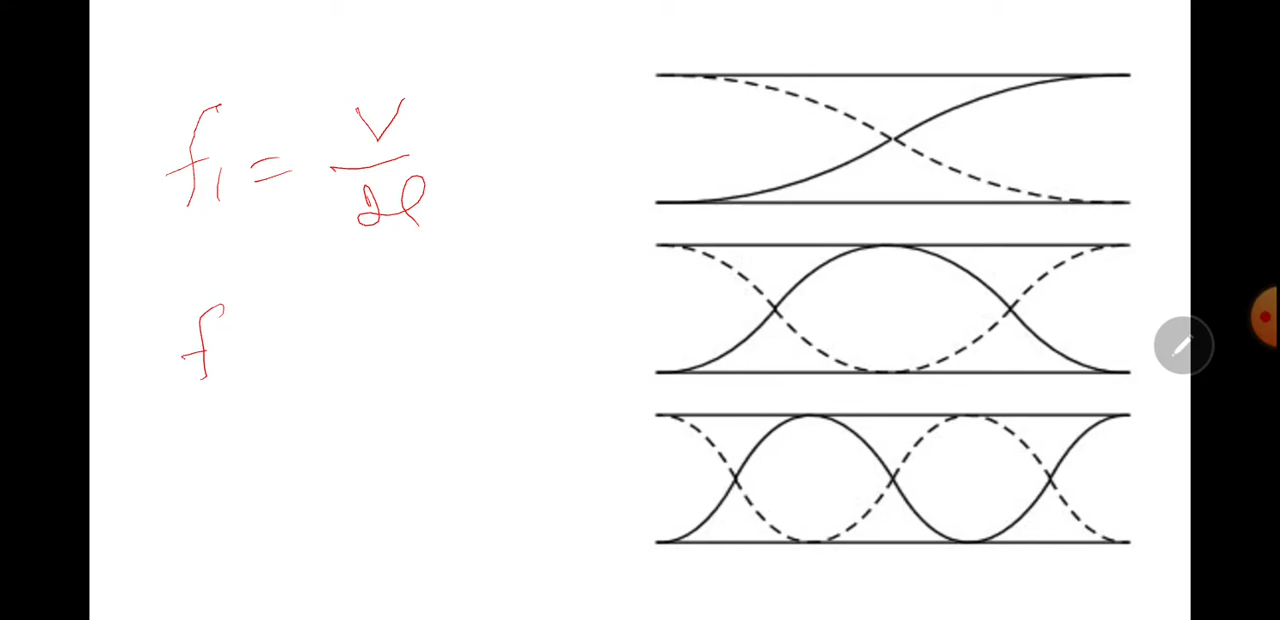 f₁ = v/2l
f